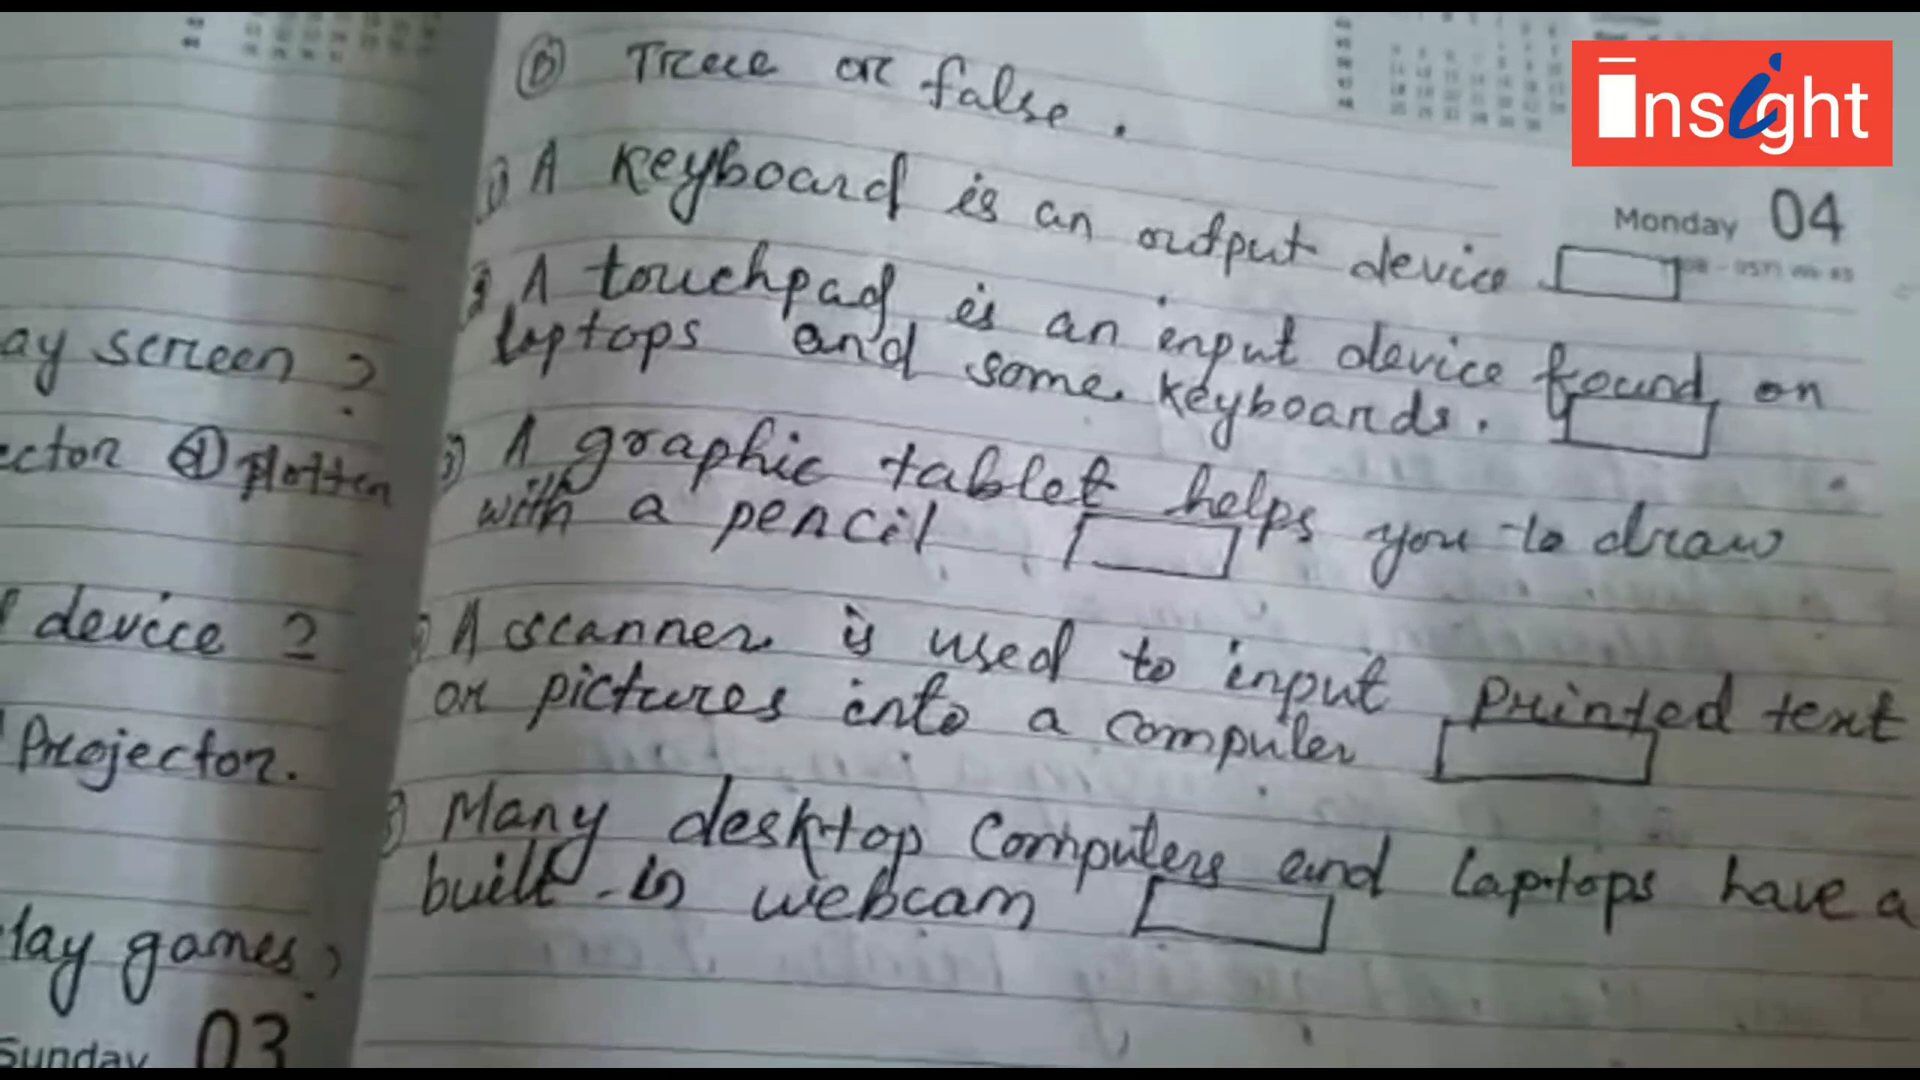 (B) True or false.
1) A keyboard is an output device
2) A touchpad is an input device found on
laptops and some keyboards.
3) A graphic tablet helps you to draw
with a pencil
A scanner is used to input printed text
or pictures into a computer
Many desktop computers and laptops have a
built-in webcam
ay screen?
ector (d) plotter
device?
Projector.
lay games?
Sunday 03
Monday 04
Insight